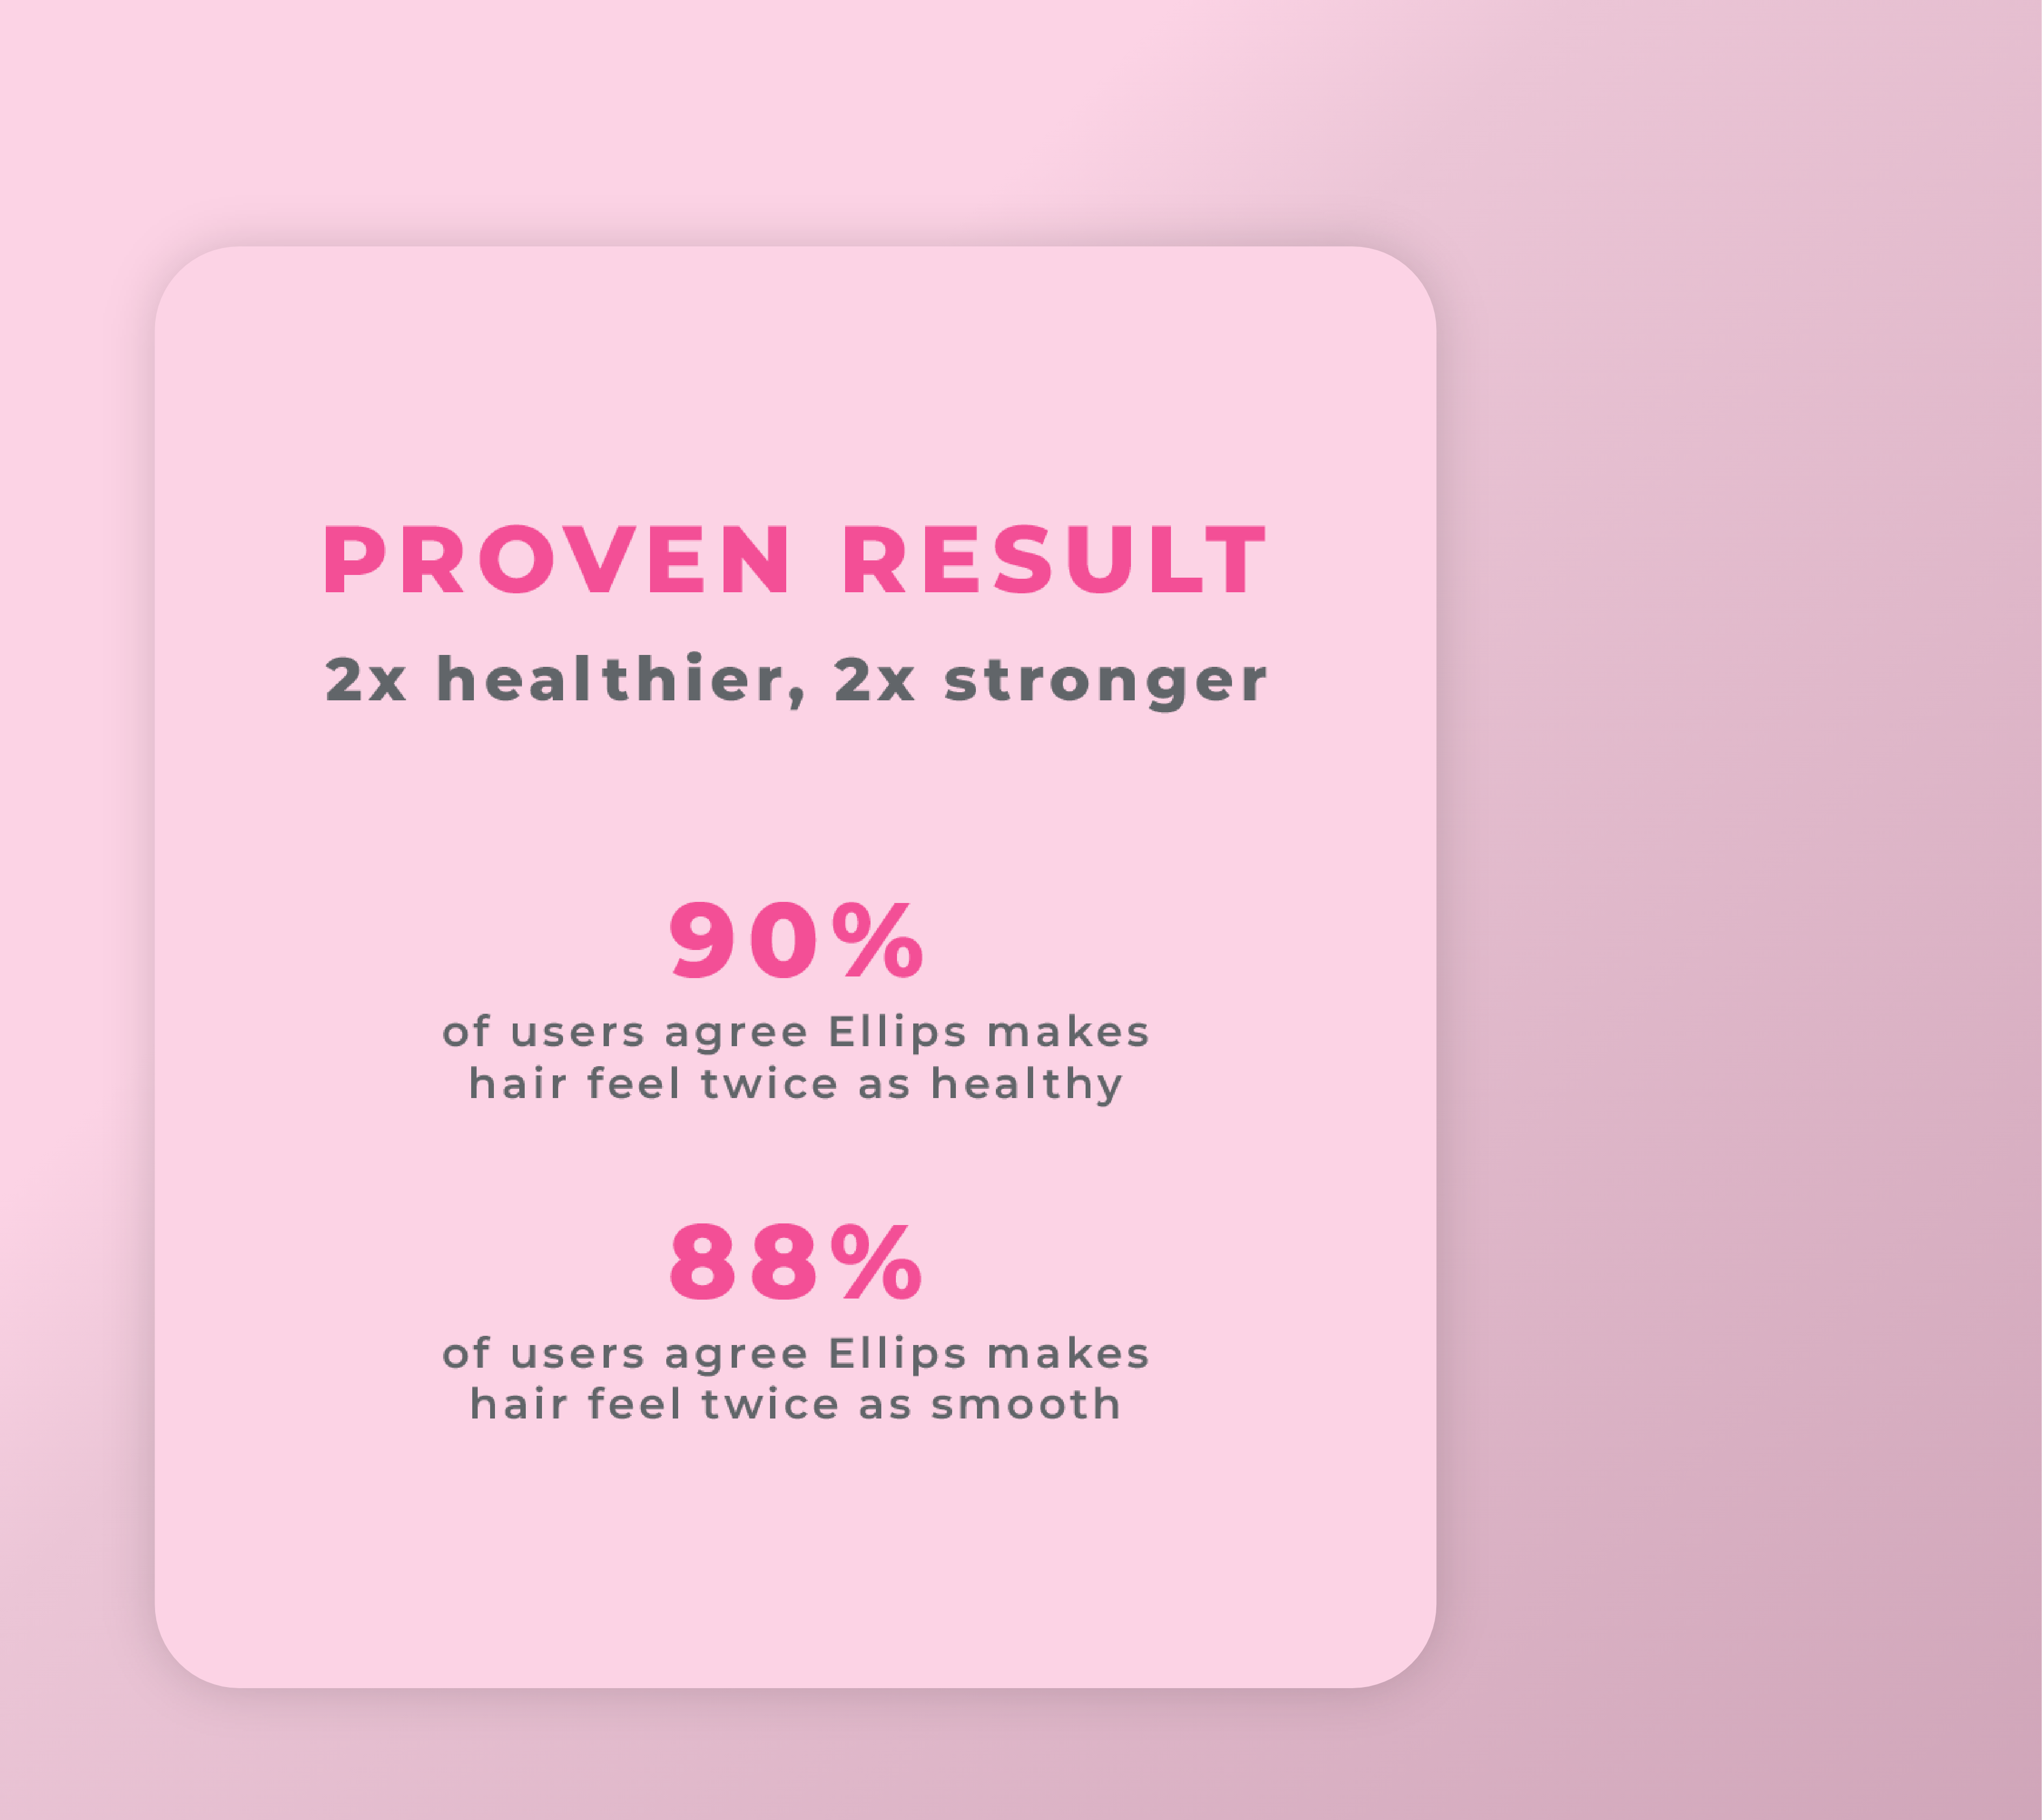 PROVEN RESULT
2x healthier, 2x stronger
90%
of users agree Ellips makes
hair feel twice as healthy
88%
of users agree Ellips makes
hair feel twice as smooth